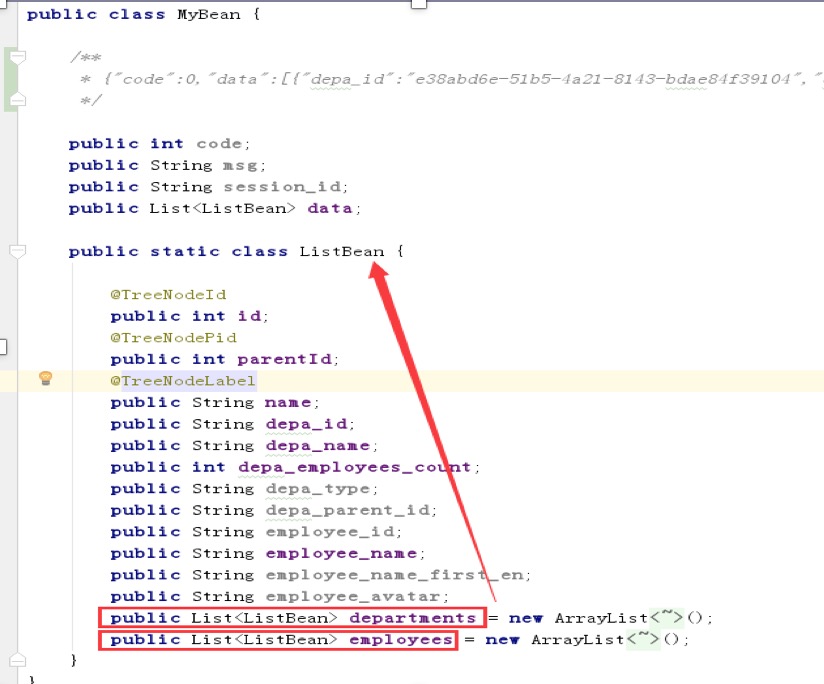 public class MyBean {
/**
* {"code":0,"data":[{"depa_id":"e38abd6e-51b5-4a21-8143-bdae84f39104","
*/
public int code;
public String msg;
public String session_id;
public List<ListBean> data;
public static class ListBean {
@TreeNodeId
public int id;
@TreeNodePid
public int parentId;
@TreeNodeLabel
public String name;
public String depa_id;
public String depa_name;
public int depa_employees_count;
public String depa_type;
public String depa_parent_id;
public String employee_id;
public String employee_name;
public String employee_name_first_en;
public String employee_avatar;
public List<ListBean> departments = new ArrayList<~>();
public List<ListBean> employees = new ArrayList<~>();
}
}